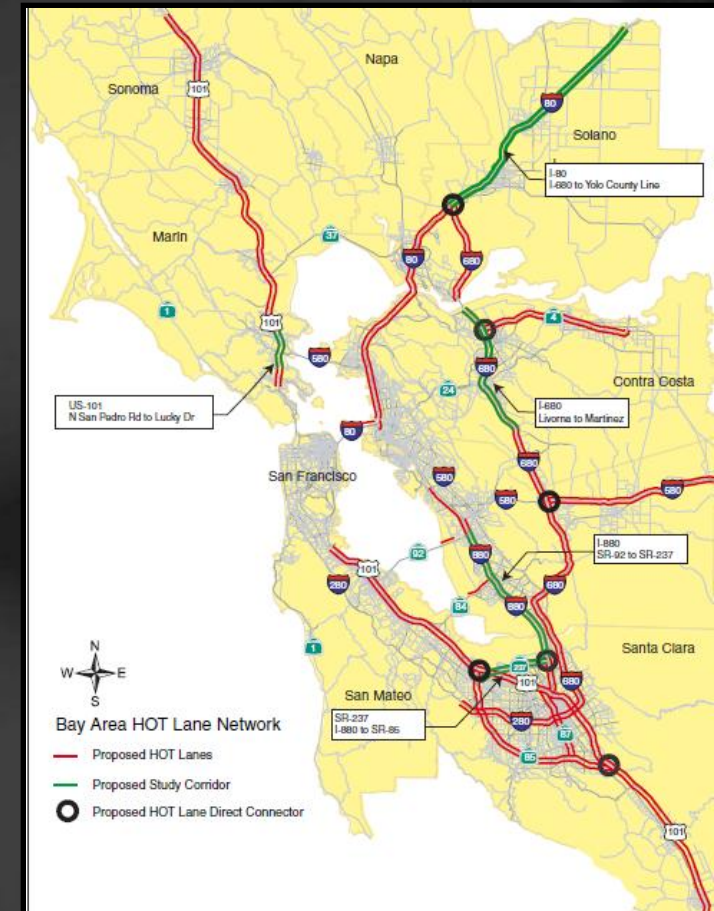 Napa
Sonoma
101
80
Solano
I-80
I-680 to Yolo County Line
Marin
37
80
680
1
101
4
580
680
Contra Costa
24
US-101
N San Pedro Rd to Lucky Dr
I-680
Livorna to Martinez
80
680
San Francisco
580
580
580
I-880
SR-92 to SR-237
880
92
101
280
680
84
880
N
W E
S
1
Santa Clara
237
101
680
San Mateo
SR-237
I-880 to SR-85
280
87
85
101
Bay Area HOT Lane Network
Proposed HOT Lanes
Proposed Study Corridor
Proposed HOT Lane Direct Connector